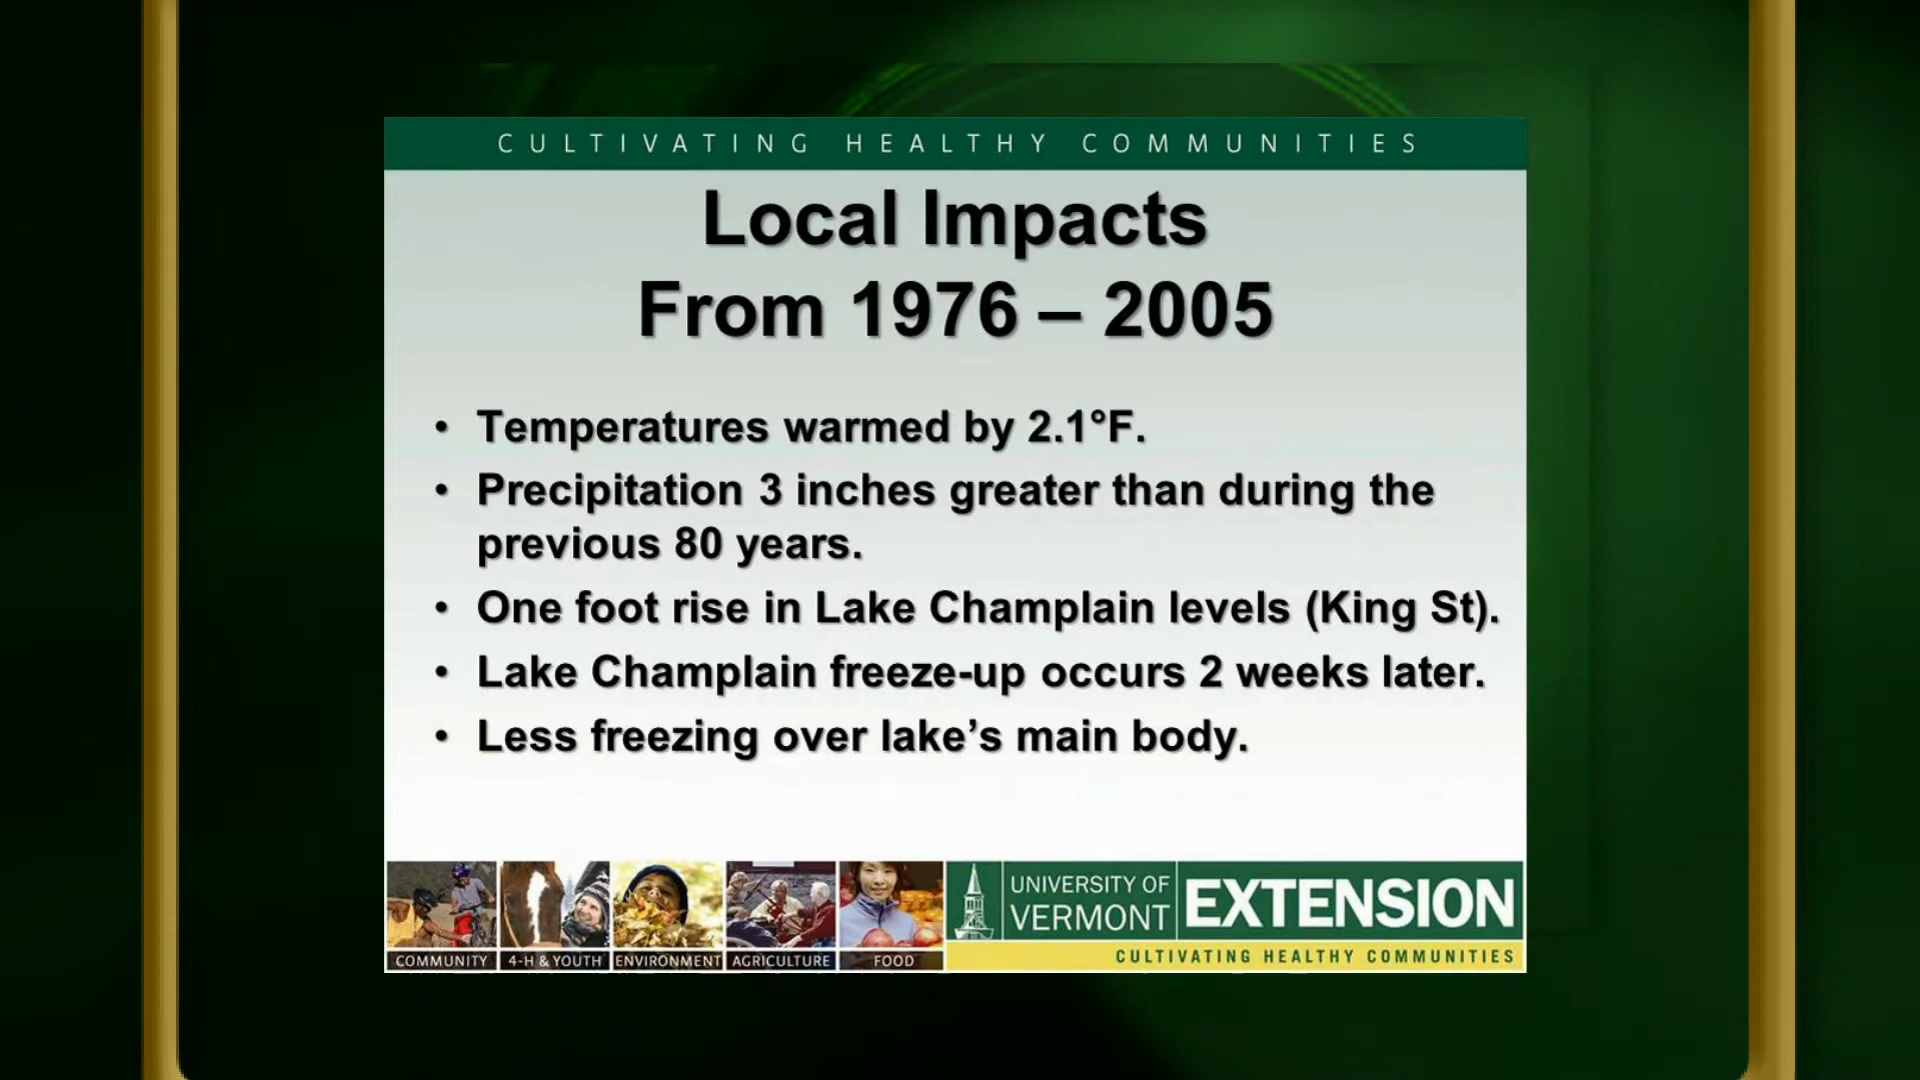 CULTIVATING HEALTHY COMMUNITIES
Local Impacts
From 1976 – 2005
• Temperatures warmed by 2.1°F.
• Precipitation 3 inches greater than during the
previous 80 years.
• One foot rise in Lake Champlain levels (King St).
• Lake Champlain freeze-up occurs 2 weeks later.
• Less freezing over lake’s main body.
COMMUNITY
4-H & YOUTH
ENVIRONMENT
AGRICULTURE
FOOD
UNIVERSITY OF
VERMONT
EXTENSION
CULTIVATING HEALTHY COMMUNITIES